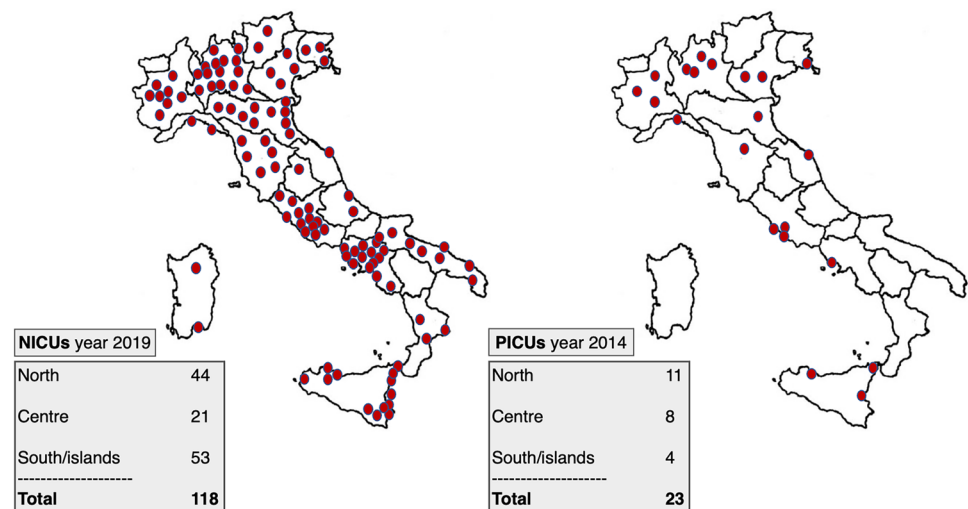 NICUs year 2019
North 44
Centre 21
South/islands 53
---------------------
Total 118
PICUs year 2014
North 11
Centre 8
South/islands 4
---------------------
Total 23